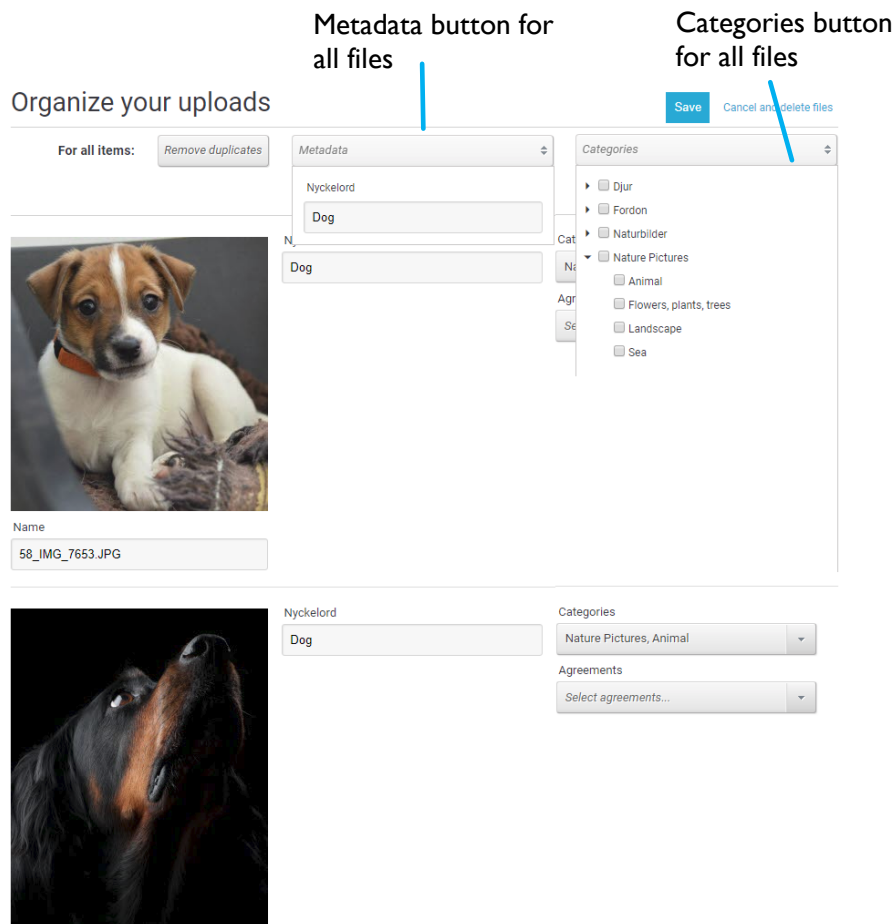 Metadata button for
all files
Categories button
for all files
Organize your uploads
Save
Cancel and delete files
For all items:
Remove duplicates
Metadata
Categories
Nyckelord
Dog
Djur
Fordon
Naturbilder
Nature Pictures
Animal
Flowers, plants, trees
Landscape
Sea
Dog
Name
58_IMG_7653.JPG
Nyckelord
Dog
Categories
Nature Pictures, Animal
Agreements
Select agreements...